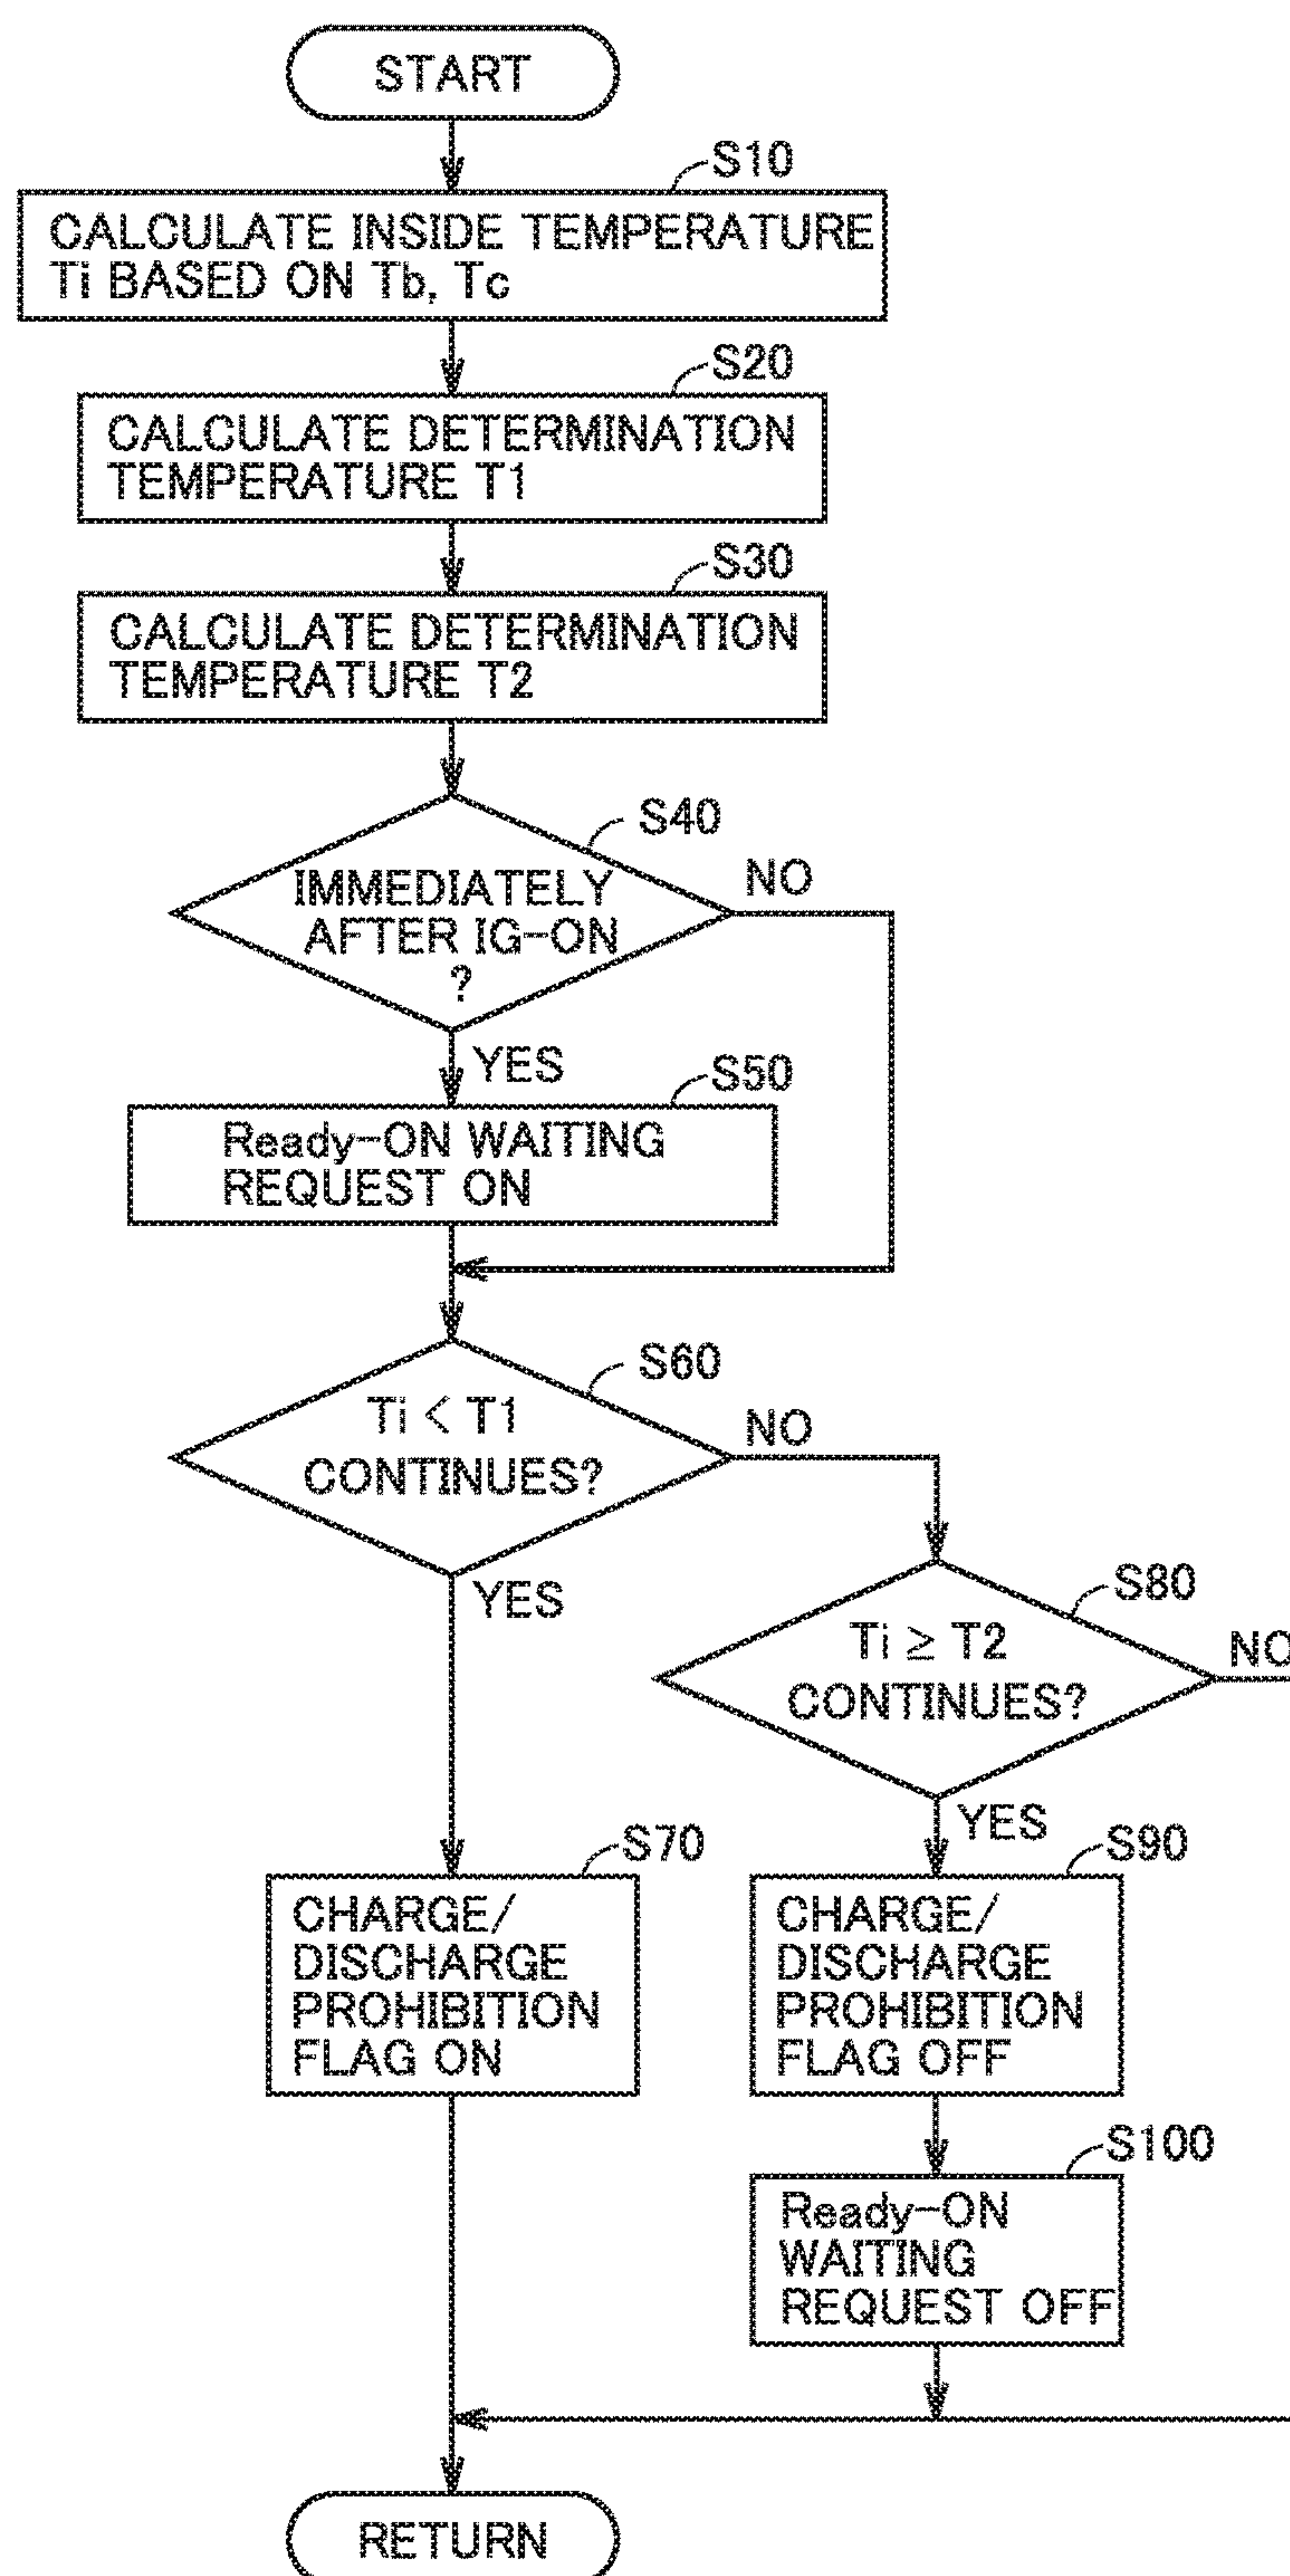 START
S10
CALCULATE INSIDE TEMPERATURE
Ti BASED ON Tb, Tc
S20
CALCULATE DETERMINATION
TEMPERATURE T1
S30
CALCULATE DETERMINATION
TEMPERATURE T2
S40
IMMEDIATELY
AFTER IG-ON
?
NO
YES
S50
Ready-ON WAITING
REQUEST ON
S60
Ti < T1
CONTINUES?
NO
YES
S80
Ti ≥ T2
CONTINUES?
NO
YES
S70
CHARGE/
DISCHARGE
PROHIBITION
FLAG ON
S90
CHARGE/
DISCHARGE
PROHIBITION
FLAG OFF
S100
Ready-ON
WAITING
REQUEST OFF
RETURN